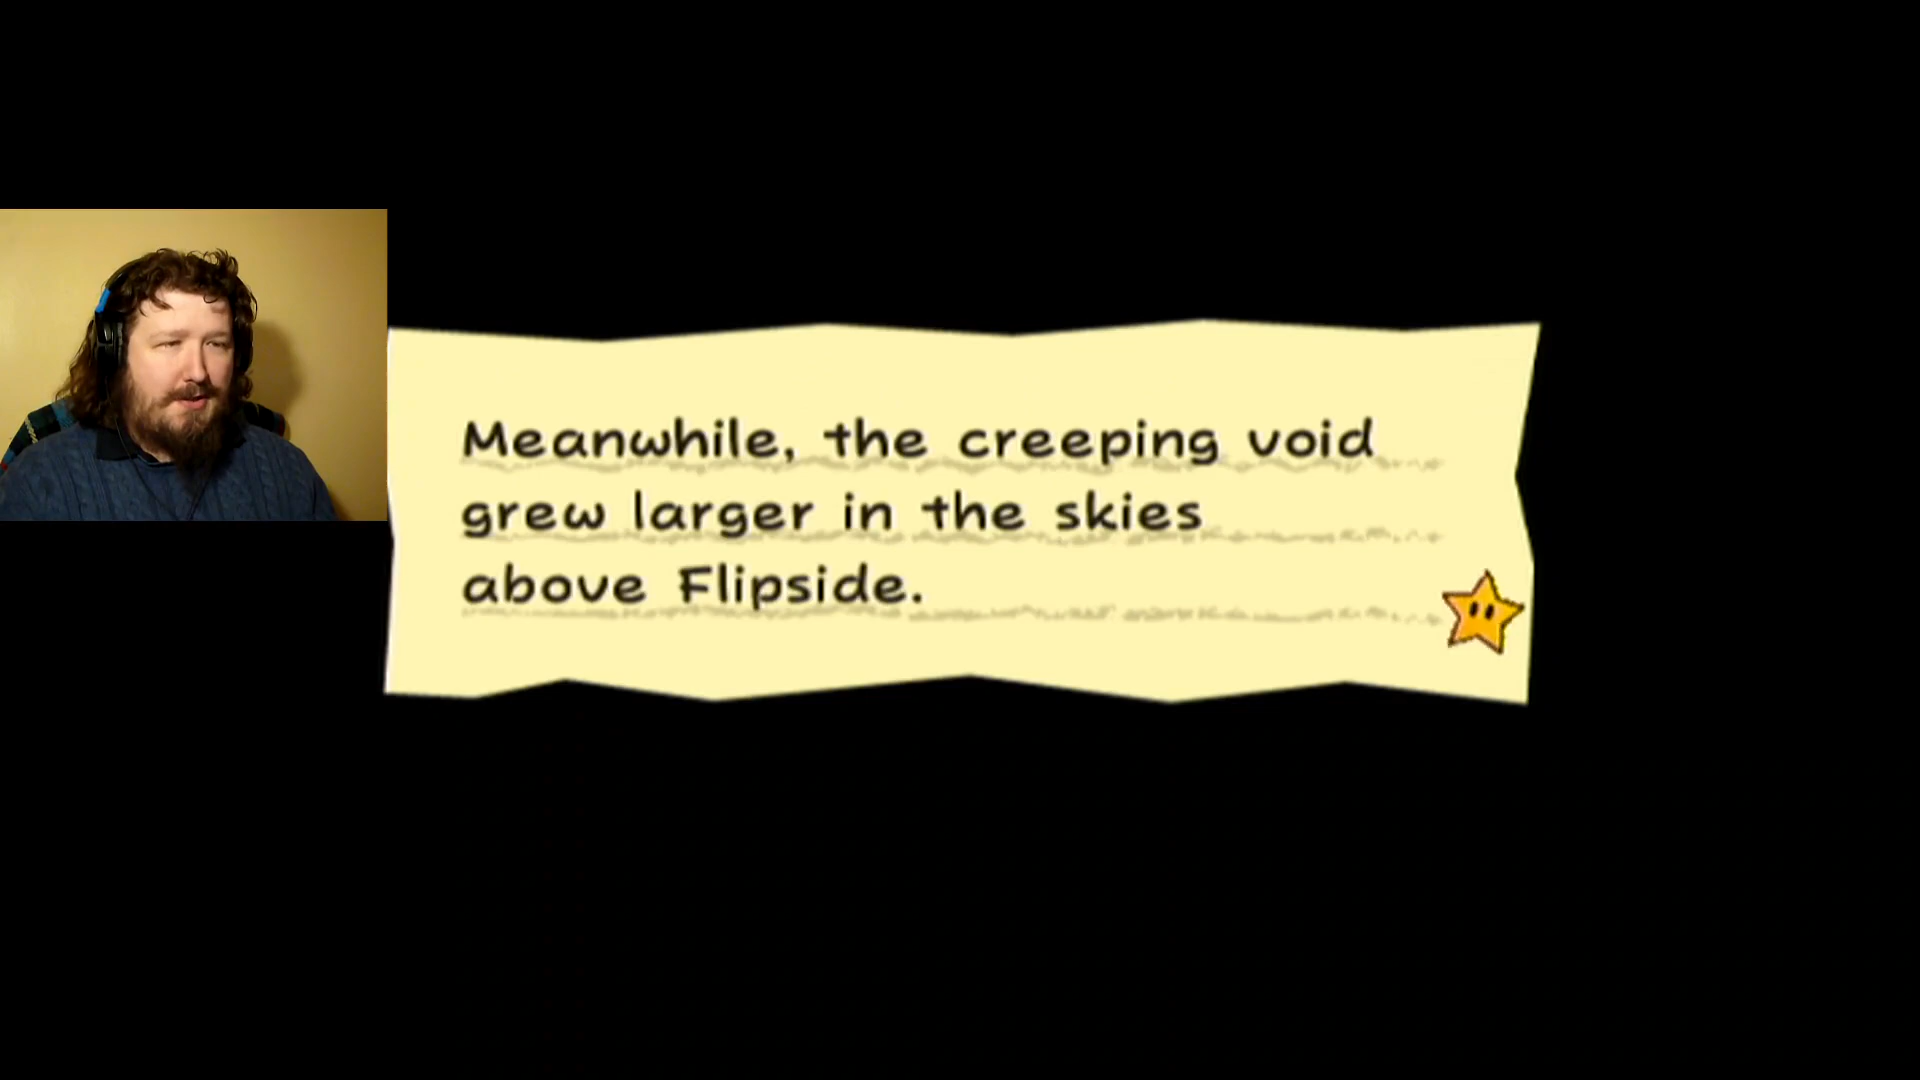 Meanwhile, the creeping void
grew larger in the skies
above Flipside.